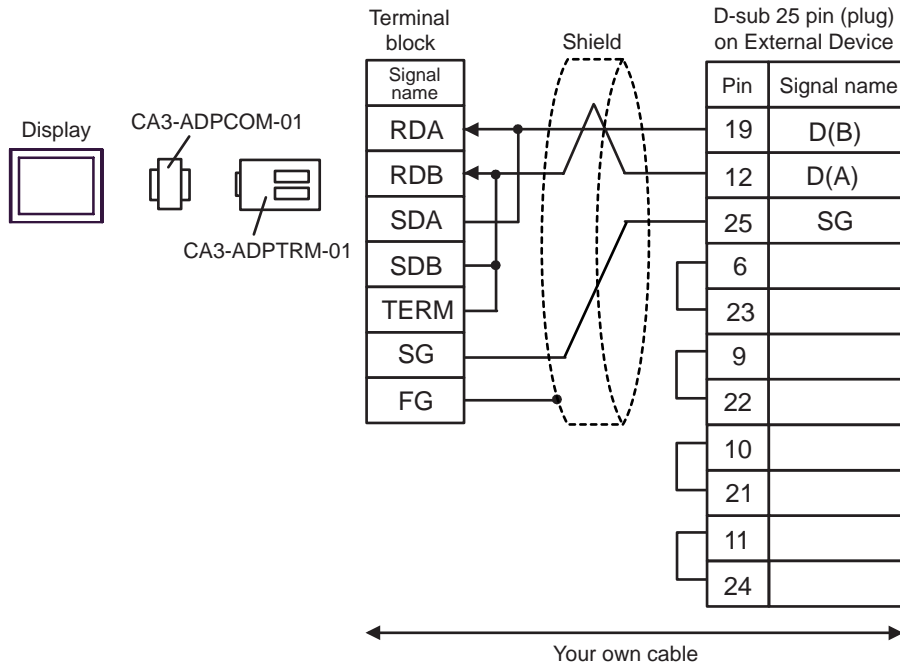 Terminal
block
Shield
D-sub 25 pin (plug)
on External Device
Display
CA3-ADPCOM-01
CA3-ADPTRM-01
Signal
name
RDA
RDB
SDA
SDB
TERM
SG
FG
Pin Signal name
19 D(B)
12 D(A)
25 SG
6
23
9
22
10
21
11
24
Your own cable